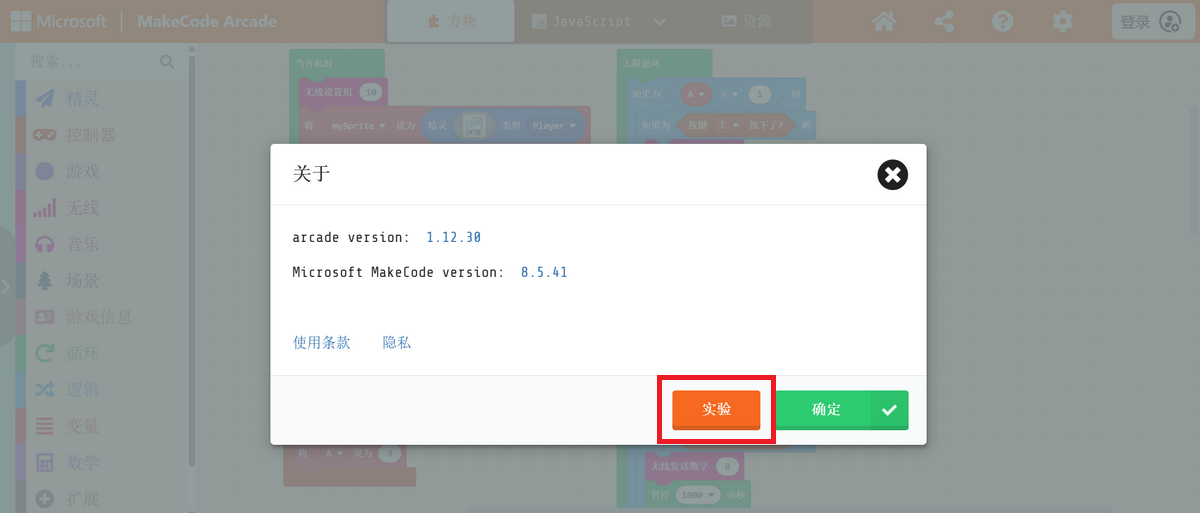 Microsoft MakeCode Arcade 方块 JavaScript 资源 登录
搜索...
精灵
控制器
游戏
无线
音乐
场景
游戏信息
循环
逻辑
变量
数学
扩展
当开机时
无线设置组 10
将 mySprite 设为 精灵 类型 Player
无限循环
如果为 A = 1 则
如果为 按键 上 按下了? 则
关于
arcade version: 1.12.30
Microsoft MakeCode version: 8.5.41
使用条款 隐私
实验 确定
将 A 设为 3
无线发送数字 8
暂停 1000 毫秒